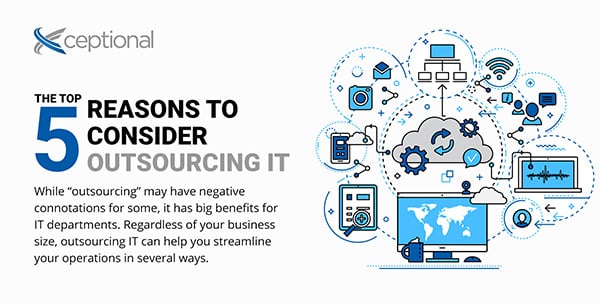 Xceptional
THE TOP
5 REASONS TO
CONSIDER
OUTSOURCING IT
While “outsourcing” may have negative
connotations for some, it has big benefits for
IT departments. Regardless of your business
size, outsourcing IT can help you streamline
your operations in several ways.